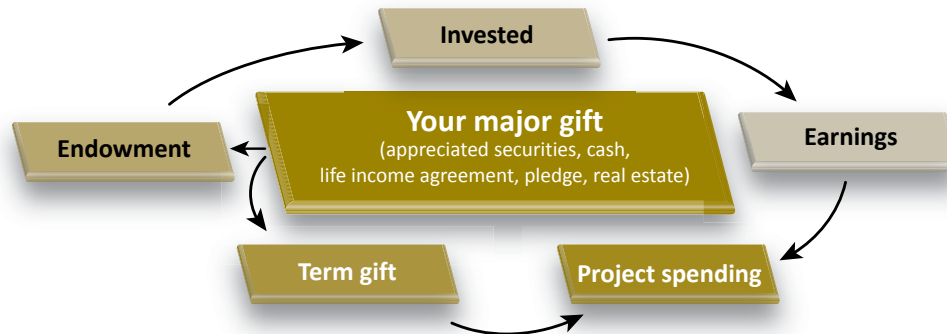 Invested
Your major gift
(appreciated securities, cash,
life income agreement, pledge, real estate)
Endowment
Earnings
Term gift
Project spending